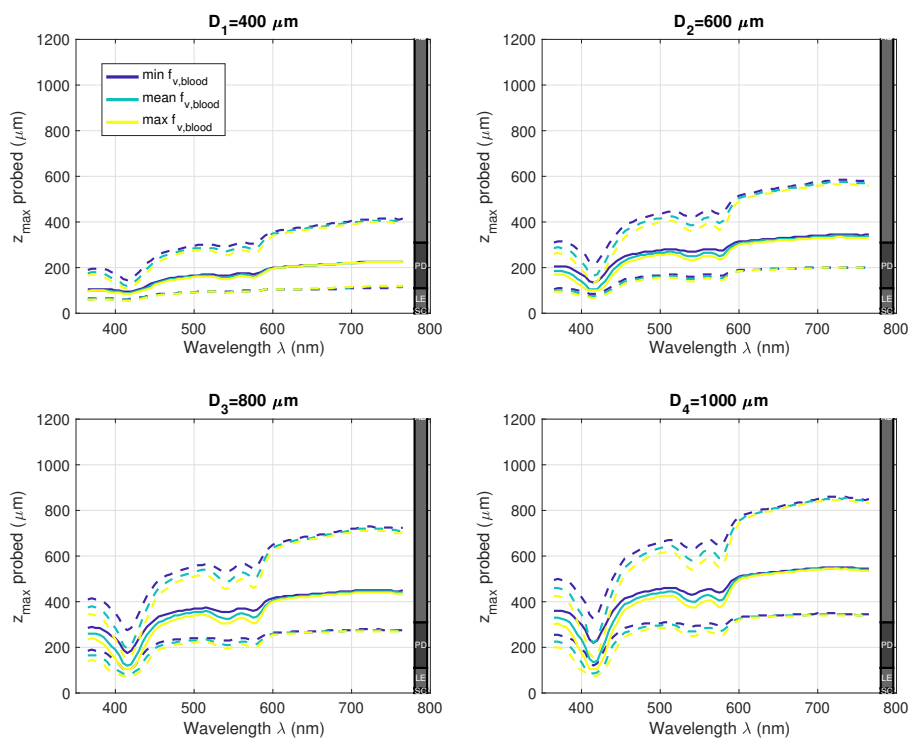 D1=400 μm
1200
1000
800
600
400
200
0
zmax probed (μm)
min fv,blood
mean fv,blood
max fv,blood
PD
LE
SC
400 500 600 700 800
Wavelength λ (nm)
D2=600 μm
1200
1000
800
600
400
200
0
zmax probed (μm)
PD
LE
SC
400 500 600 700 800
Wavelength λ (nm)
D3=800 μm
1200
1000
800
600
400
200
0
zmax probed (μm)
PD
LE
SC
400 500 600 700 800
Wavelength λ (nm)
D4=1000 μm
1200
1000
800
600
400
200
0
zmax probed (μm)
PD
LE
SC
400 500 600 700 800
Wavelength λ (nm)